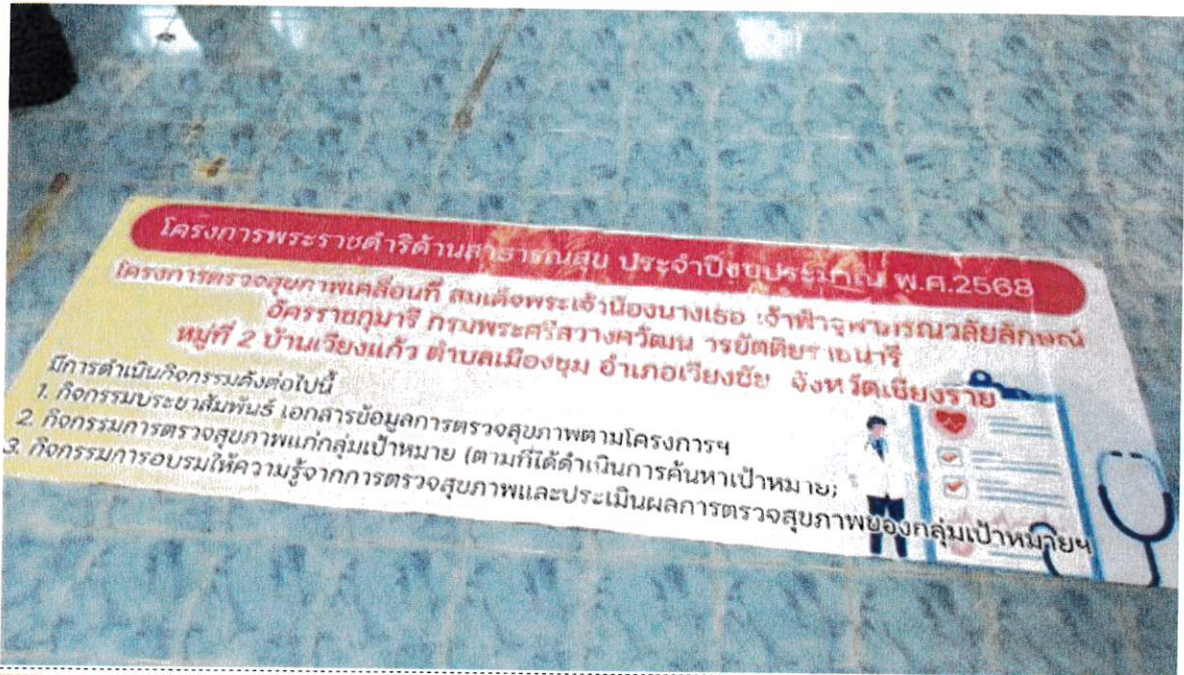 โครงการพระราชดำริด้านสาธารณสุข ประจำปีงบประมาณ พ.ศ.2568
โครงการตรวจสุขภาพเคลื่อนที่ สมเด็จพระเจ้าน้องนางเธอ เจ้าฟ้าจุฬาภรณวลัยลักษณ์
อัครราชกุมารี กรมพระศรีสวางควัฒน วรขัตติยราชนารี
หมู่ที่ 2 บ้านเวียงแก้ว ตำบลเมืองชุม อำเภอเวียงชัย จังหวัดเชียงราย
มีการดำเนินกิจกรรมดังต่อไปนี้
1. กิจกรรมประชาสัมพันธ์ เอกสารข้อมูลการตรวจสุขภาพตามโครงการฯ
2. กิจกรรมการตรวจสุขภาพแก่กลุ่มเป้าหมาย (ตามที่ได้ดำเนินการค้นหาเป้าหมาย)
3. กิจกรรมการอบรมให้ความรู้จากการตรวจสุขภาพและประเมินผลการตรวจสุขภาพของกลุ่มเป้าหมายฯ